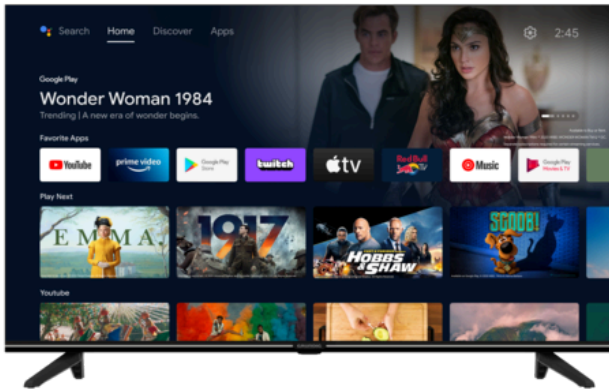 Search Home Discover Apps 2:45
Google Play
Wonder Woman 1984
Trending | A new era of wonder begins.
Favorite Apps
YouTube prime video Google Play twitch tv Red Bull TV Music Google Play
Movies & TV
Play Next
EMMA. 1917 HOBBS & SHAW SCOOB!
Youtube